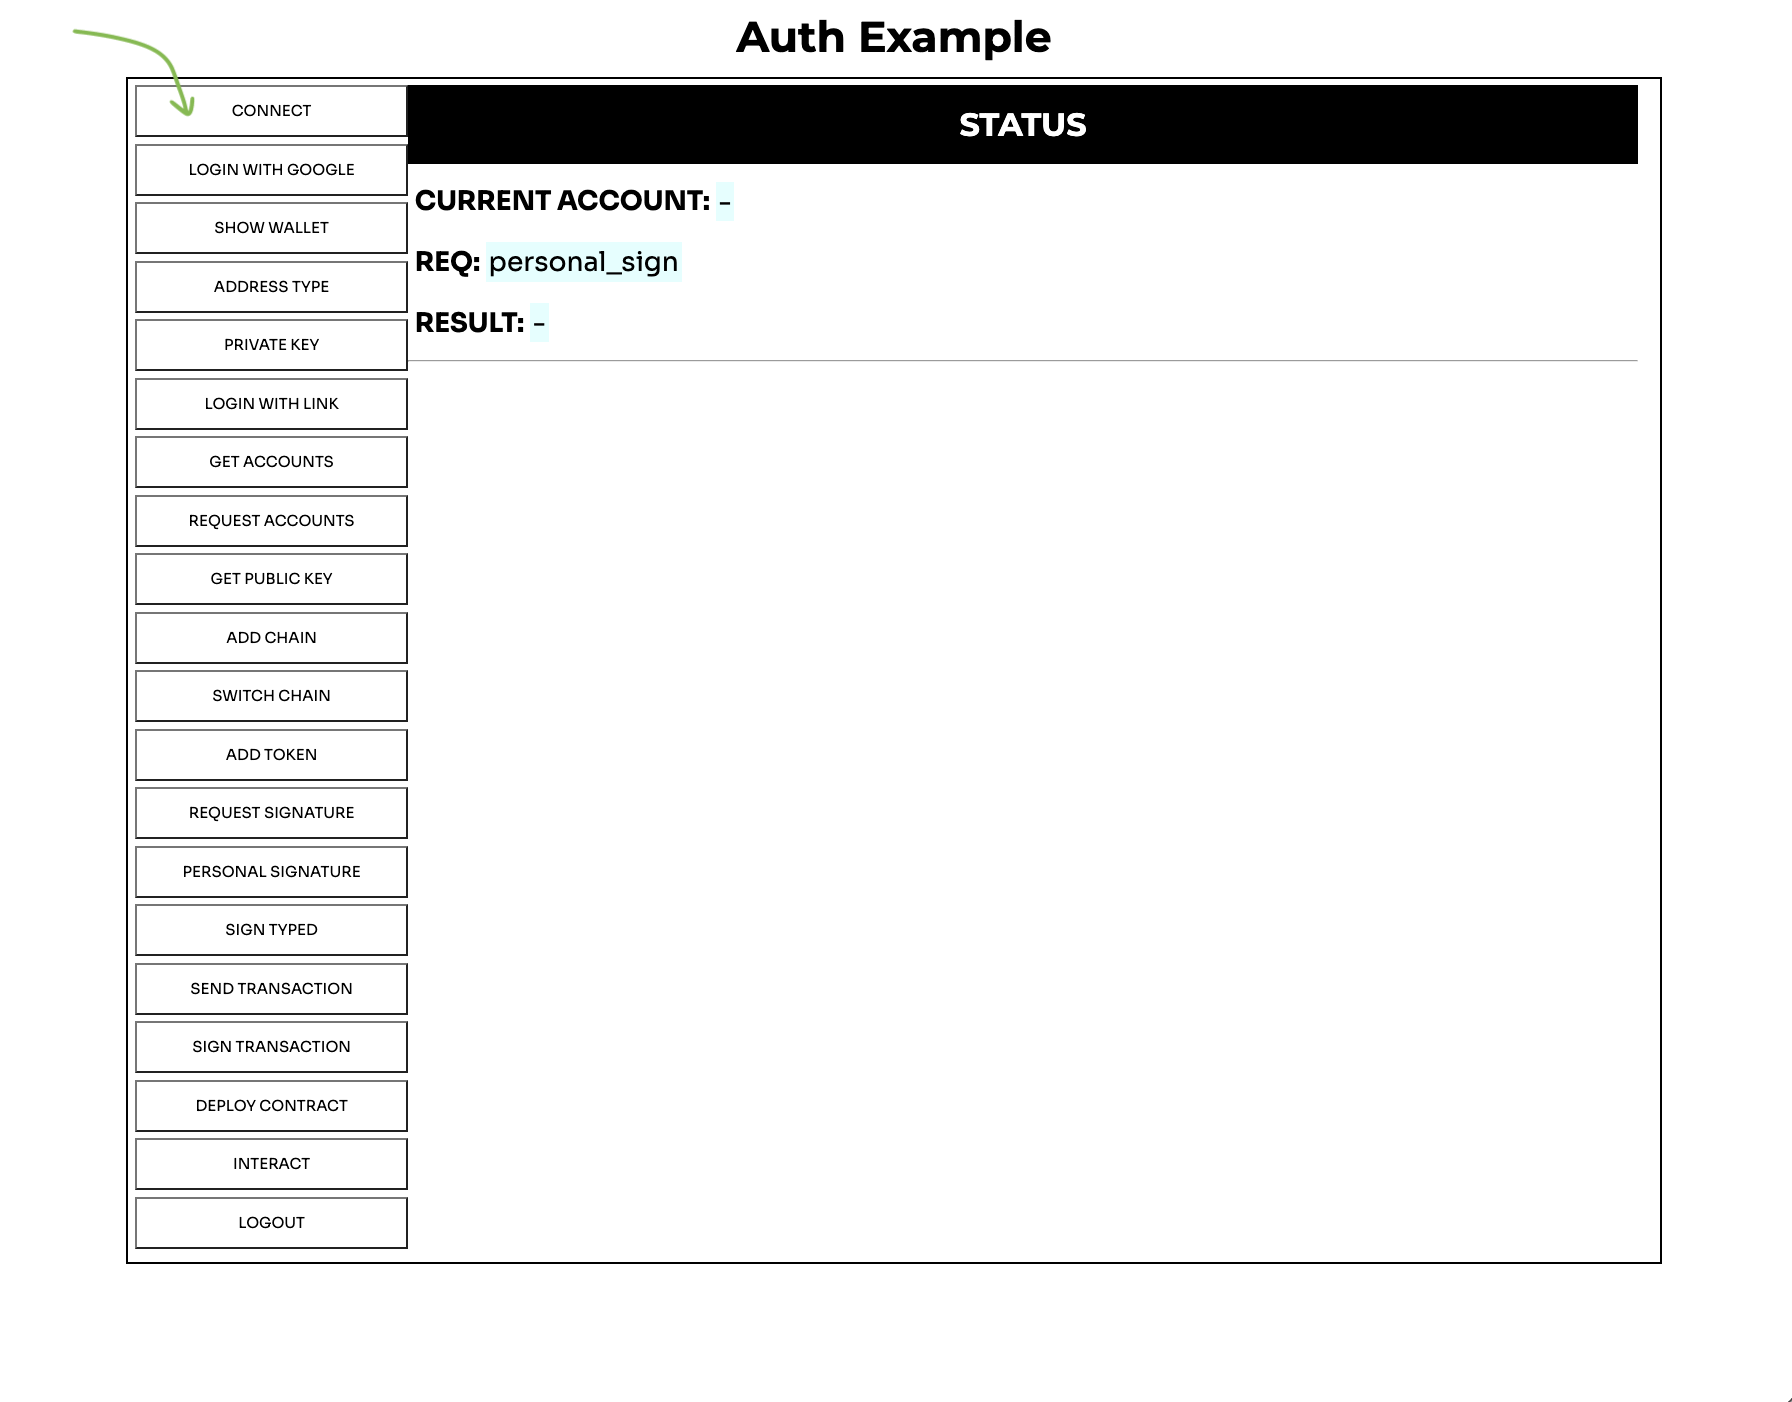 Auth Example
CONNECT
LOGIN WITH GOOGLE
SHOW WALLET
ADDRESS TYPE
PRIVATE KEY
LOGIN WITH LINK
GET ACCOUNTS
REQUEST ACCOUNTS
GET PUBLIC KEY
ADD CHAIN
SWITCH CHAIN
ADD TOKEN
REQUEST SIGNATURE
PERSONAL SIGNATURE
SIGN TYPED
SEND TRANSACTION
SIGN TRANSACTION
DEPLOY CONTRACT
INTERACT
LOGOUT
STATUS
CURRENT ACCOUNT: -
REQ: personal_sign
RESULT: -